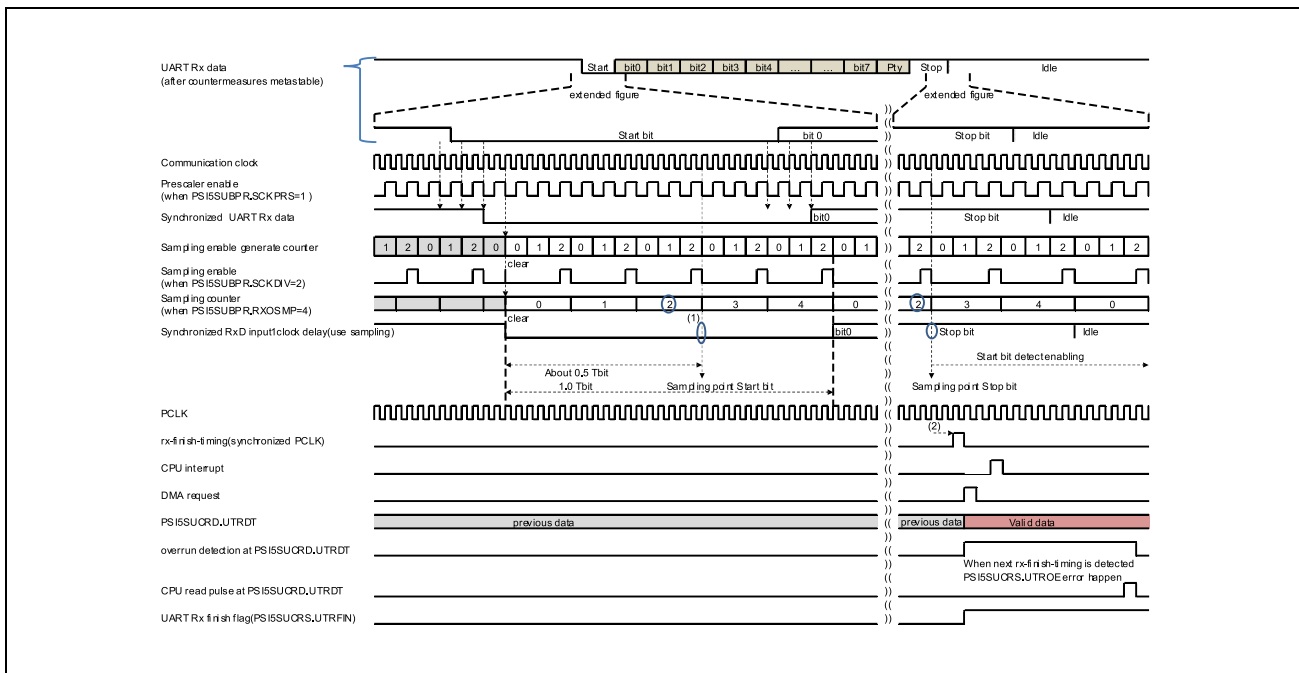 UART Rx data
(after countermeasures metastable)
Start bit0 bit1 bit2 bit3 bit4 ... ... bit7 Pty Stop Idle
extended figure extended figure
Start bit bit 0 Stop bit Idle
Communication clock
Prescaler enable
(when PSI5SUBPR.SCKPRS=1)
Synchronized UART Rx data bit0 Stop bit Idle
Sampling enable generate counter 1 2 0 1 2 0 0 1 2 0 1 2 0 1 2 0 1 2 0 1 2 0 1 2 0 1 2 0 1 2 0 1 2
clear
Sampling enable
(when PSI5SUBPR.SCKDIV=2)
Sampling counter
(when PSI5SUBPR.RXOSMP=4) 0 1 2 3 4 0 2 3 4 0
clear (1)
Synchronized RxD input1clock delay(use sampling) bit0 Stop bit Idle
Start bit detect enabling
About 0.5 Tbit
1.0 Tbit Sampling point Start bit Sampling point Stop bit
PCLK
(2)
rx-finish-timing(synchronized PCLK)
CPU interrupt
DMA request
PSI5SUCRD.UTRDT previous data previous data Valid data
overrun detection at PSI5SUCRD.UTRDT
When next rx-finish-timing is detected
PSI5SUCRS.UTROE error happen
CPU read pulse at PSI5SUCRD.UTRDT
UART Rx finish flag(PSI5SUCRS.UTRFIN)